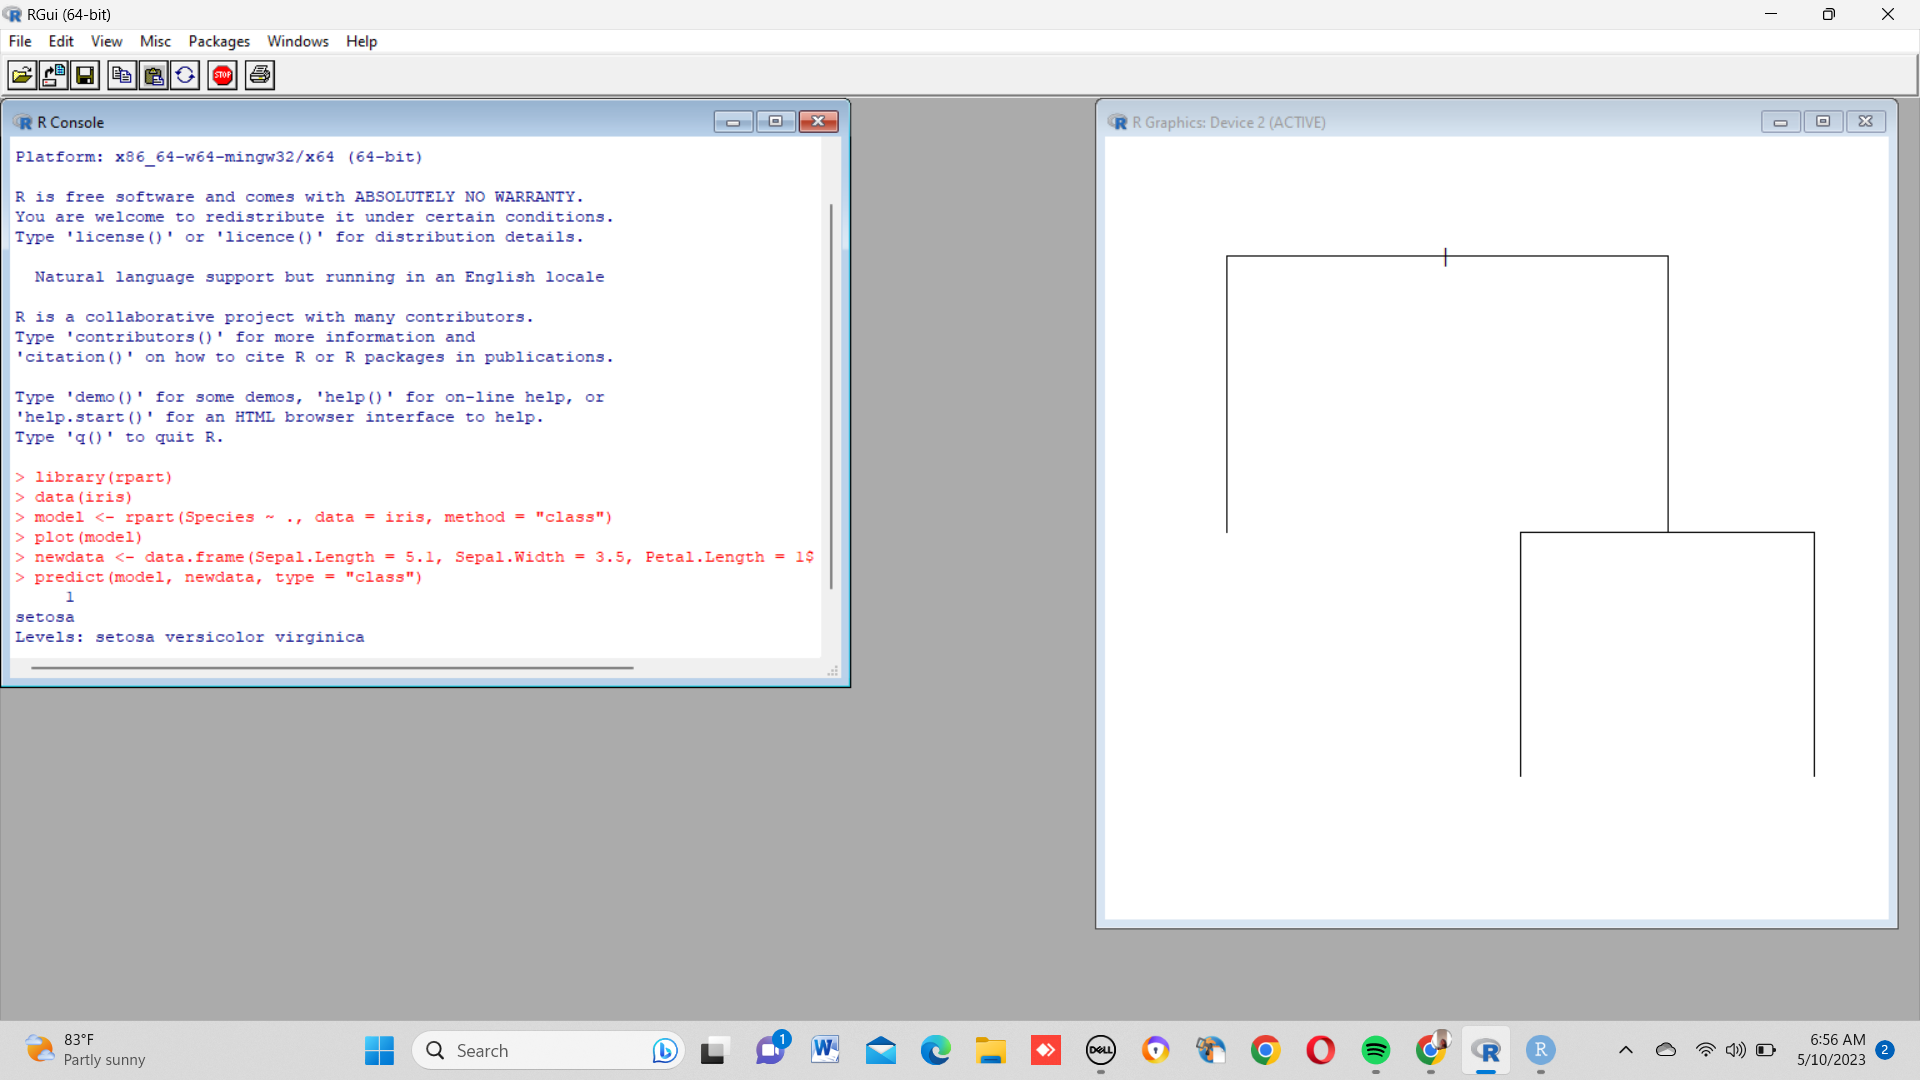 RGui (64-bit)
File Edit View Misc Packages Windows Help
STOP
R Console
Platform: x86_64-w64-mingw32/x64 (64-bit)
R is free software and comes with ABSOLUTELY NO WARRANTY.
You are welcome to redistribute it under certain conditions.
Type 'license()' or 'licence()' for distribution details.
Natural language support but running in an English locale
R is a collaborative project with many contributors.
Type 'contributors()' for more information and
'citation()' on how to cite R or R packages in publications.
Type 'demo()' for some demos, 'help()' for on-line help, or
'help.start()' for an HTML browser interface to help.
Type 'q()' to quit R.
> library(rpart)
> data(iris)
> model <- rpart(Species ~ ., data = iris, method = "class")
> plot(model)
> newdata <- data.frame(Sepal.Length = 5.1, Sepal.Width = 3.5, Petal.Length = 1$
> predict(model, newdata, type = "class")
1
setosa
Levels: setosa versicolor virginica
R Graphics: Device 2 (ACTIVE)
83°F
Partly sunny
Search
1
W
DELL
R
R
6:56 AM
5/10/2023
2